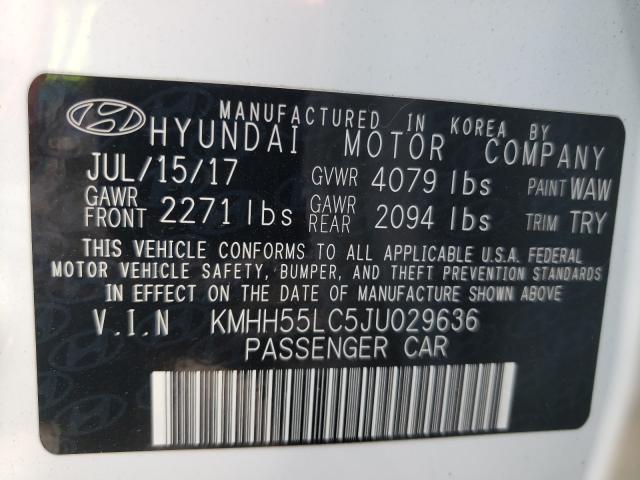 MANUFACTURED IN KOREA BY
HYUNDAI MOTOR COMPANY
JUL/15/17 GVWR 4079 lbs PAINT WAW
GAWR FRONT 2271 lbs GAWR REAR 2094 lbs TRIM TRY
THIS VEHICLE CONFORMS TO ALL APPLICABLE U.S.A. FEDERAL
MOTOR VEHICLE SAFETY, BUMPER, AND THEFT PREVENTION STANDARDS
IN EFFECT ON THE DATE OF MANUFACTURE SHOWN ABOVE
V.I.N KMHH55LC5JU029636
PASSENGER CAR